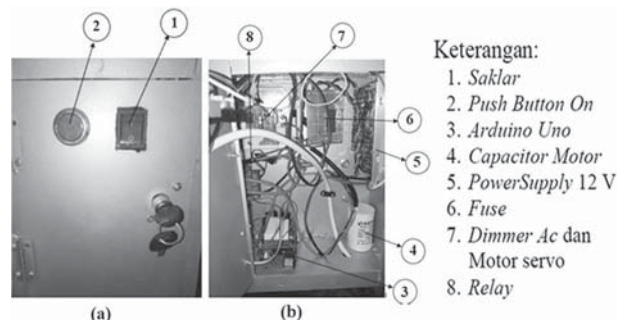 2
1
8
7
6
5
4
3
(a)
(b)
Keterangan:
1. Saklar
2. Push Button On
3. Arduino Uno
4. Capacitor Motor
5. PowerSupply 12 V
6. Fuse
7. Dimmer Ac dan
Motor servo
8. Relay